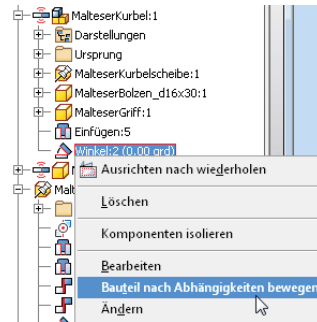 MalteserKurbel:1
Darstellungen
Ursprung
MalteserKurbelscheibe:1
MalteserBolzen_d16x30:1
MalteserGriff:1
Einfügen:5
Winkel:2 (0,00 grd)
Ausrichten nach wiederholen
Malt
Löschen
Komponenten isolieren
Bearbeiten
Bauteil nach Abhängigkeiten bewegen
Ändern